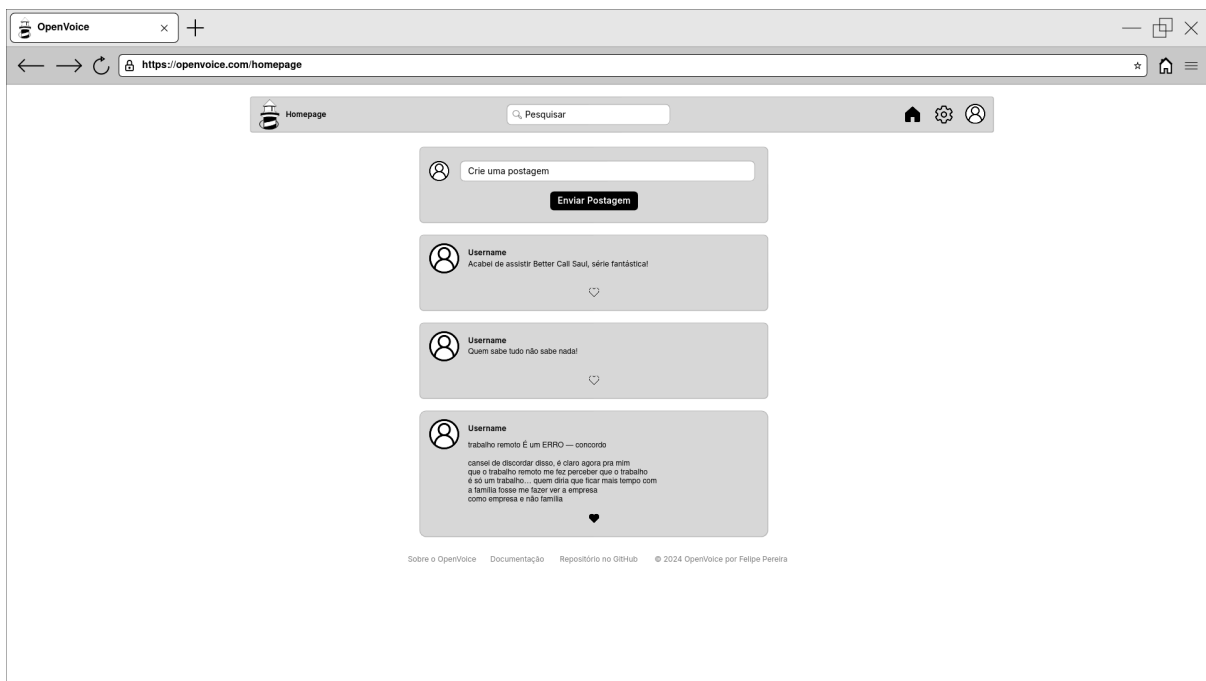 OpenVoice
https://openvoice.com/homepage
Homepage
Pesquisar
Crie uma postagem
Enviar Postagem
Username
Acabei de assistir Better Call Saul, série fantástica!
Username
Quem sabe tudo não sabe nada!
Username
trabalho remoto É um ERRO — concordo
cansei de discordar disso, é claro agora pra mim
que o trabalho remoto me fez perceber que o trabalho
é só um trabalho... quem diria que ficar mais tempo com
a família fosse me fazer ver a empresa
como empresa e não família
Sobre o OpenVoice Documentação Repositório no GitHub © 2024 OpenVoice por Felipe Pereira